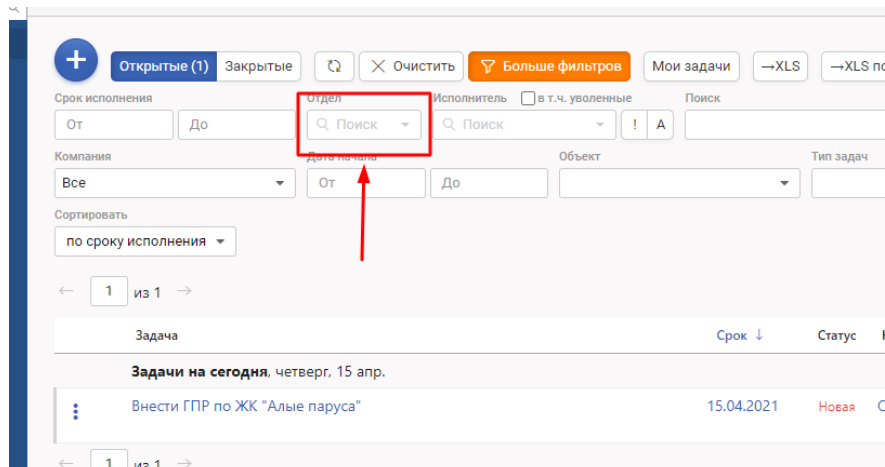 + Открытые (1) Закрытые Очистить Больше фильтров Мои задачи →XLS →XLS по
Срок исполнения Отдел Исполнитель в т.ч. уволенные Поиск
От До Поиск Поиск ! A
Компания Дата начала Объект Тип задач
Все От До
Сортировать
по сроку исполнения
← 1 из 1 →
Задача Срок ↓ Статус
Задачи на сегодня, четверг, 15 апр.
Внести ГПР по ЖК "Алые паруса" 15.04.2021 Новая
← 1 из 1 →